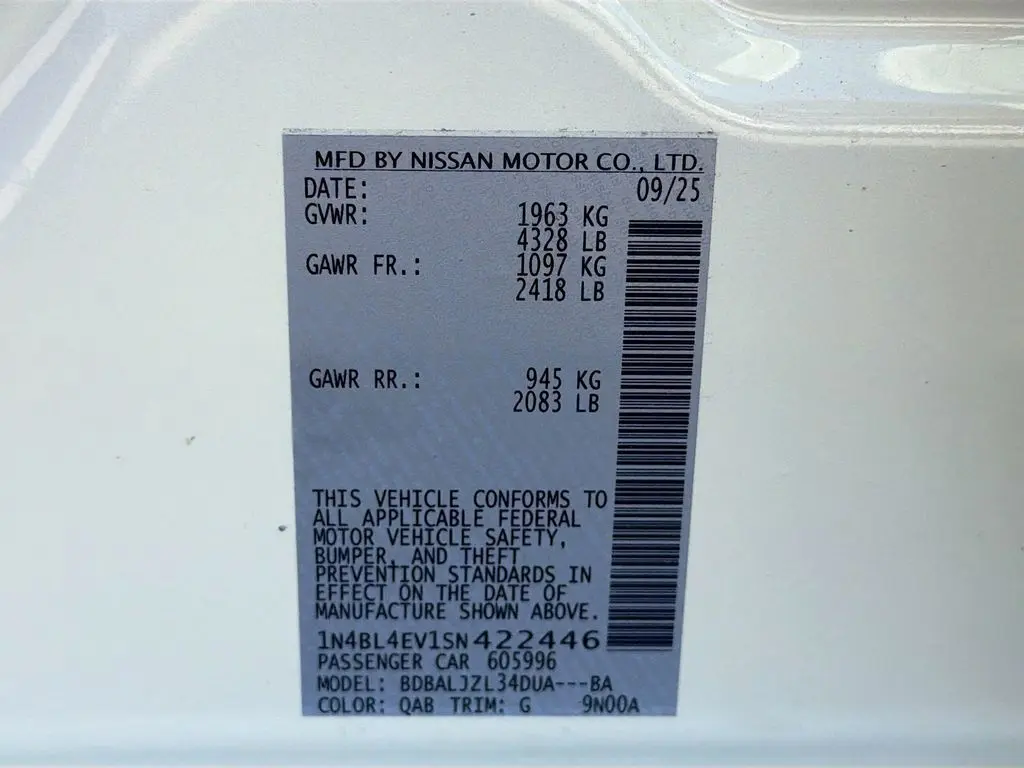 MFD BY NISSAN MOTOR CO., LTD.
DATE: 09/25
GVWR: 1963 KG
4328 LB
GAWR FR.: 1097 KG
2418 LB
GAWR RR.: 945 KG
2083 LB
THIS VEHICLE CONFORMS TO
ALL APPLICABLE FEDERAL
MOTOR VEHICLE SAFETY,
BUMPER, AND THEFT
PREVENTION STANDARDS IN
EFFECT ON THE DATE OF
MANUFACTURE SHOWN ABOVE.
1N4BL4EV1SN422446
PASSENGER CAR 605996
MODEL: BDBALJZL34DUA---BA
COLOR: QAB TRIM: G 9N00A